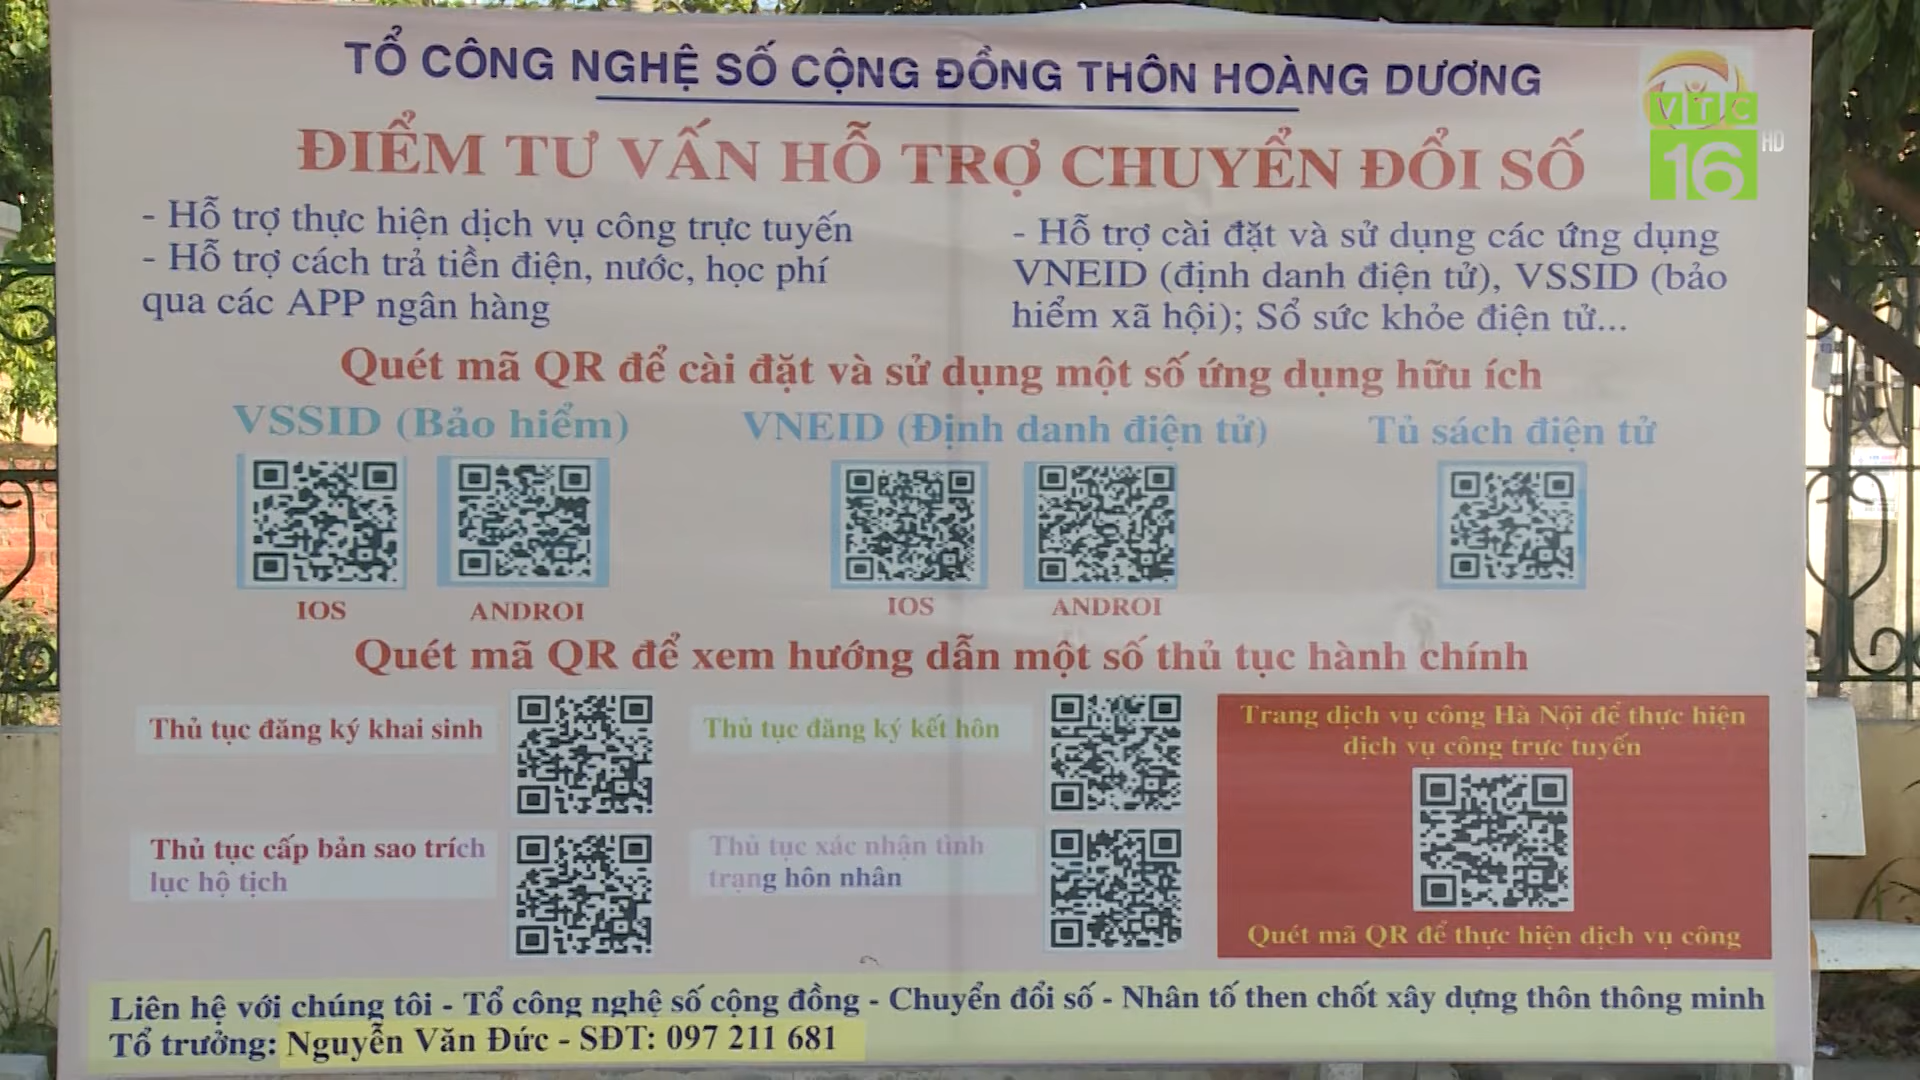 TỔ CÔNG NGHỆ SỐ CỘNG ĐỒNG THÔN HOÀNG DƯƠNG
VTC
16 HD
ĐIỂM TƯ VẤN HỖ TRỢ CHUYỂN ĐỔI SỐ
- Hỗ trợ thực hiện dịch vụ công trực tuyến
- Hỗ trợ cách trả tiền điện, nước, học phí
qua các APP ngân hàng
- Hỗ trợ cài đặt và sử dụng các ứng dụng
VNEID (định danh điện tử), VSSID (bảo
hiểm xã hội); Sổ sức khỏe điện tử...
Quét mã QR để cài đặt và sử dụng một số ứng dụng hữu ích
VSSID (Bảo hiểm)
IOS
ANDROI
VNEID (Định danh điện tử)
IOS
ANDROI
Tủ sách điện tử
Quét mã QR để xem hướng dẫn một số thủ tục hành chính
Thủ tục đăng ký khai sinh
Thủ tục cấp bản sao trích
lục hộ tịch
Thủ tục đăng ký kết hôn
Thủ tục xác nhận tình
trạng hôn nhân
Trang dịch vụ công Hà Nội để thực hiện
dịch vụ công trực tuyến
Quét mã QR để thực hiện dịch vụ công
Liên hệ với chúng tôi - Tổ công nghệ số cộng đồng - Chuyển đổi số - Nhân tố then chốt xây dựng thôn thông minh
Tổ trưởng: Nguyễn Văn Đức - SĐT: 097 211 681